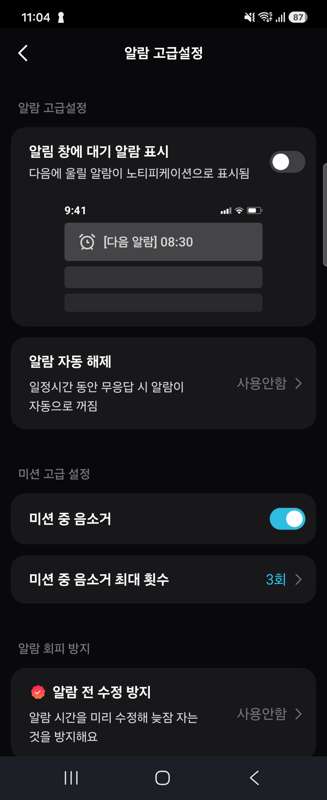 11:04
87
알람 고급설정
알람 고급설정
알림 창에 대기 알람 표시
다음에 울릴 알람이 노티피케이션으로 표시됨
9:41
[다음 알람] 08:30
알람 자동 해제
일정시간 동안 무응답 시 알람이
자동으로 꺼짐
사용안함
미션 고급 설정
미션 중 음소거
미션 중 음소거 최대 횟수
3회
알람 회피 방지
알람 전 수정 방지
알람 시간을 미리 수정해 늦잠 자는
것을 방지해요
사용안함